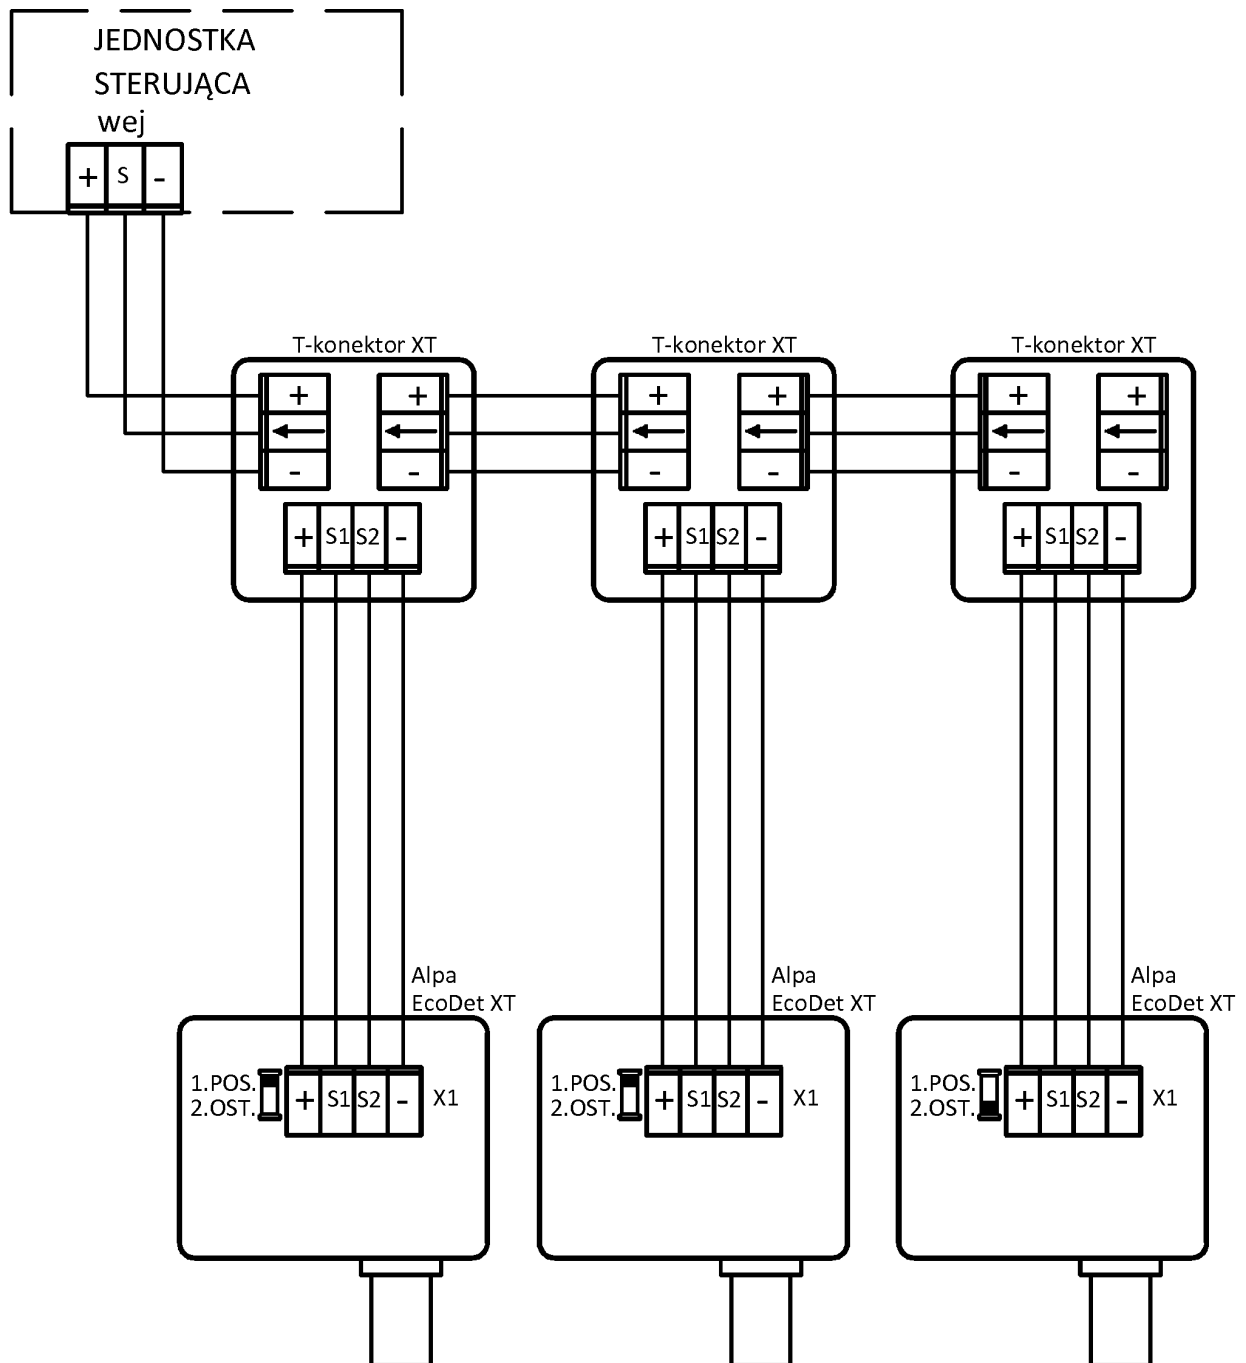 JEDNOSTKA
STERUJĄCA
wej
+ S -
T-konektor XT T-konektor XT T-konektor XT
+ + + + + +
- - - - - -
+ S1 S2 - + S1 S2 - + S1 S2 -
Alpa Alpa Alpa
EcoDet XT EcoDet XT EcoDet XT
1.POS. 1.POS. 1.POS.
2.OST. 2.OST. 2.OST.
+ S1 S2 - X1 + S1 S2 - X1 + S1 S2 - X1